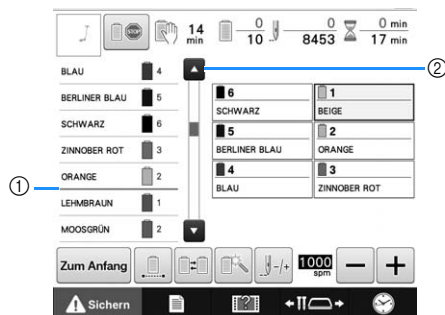 14 min
0 10
0 8453
0 min 17 min
②
BLAU 4
BERLINER BLAU 5
SCHWARZ 6
ZINNOBER ROT 3
ORANGE 2
①
LEHMBRAUN 1
MOOSGRÜN 2
6 SCHWARZ
1 BEIGE
5 BERLINER BLAU
2 ORANGE
4 BLAU
3 ZINNOBER ROT
Zum Anfang
-/+
1000 spm
− +
Sichern
?